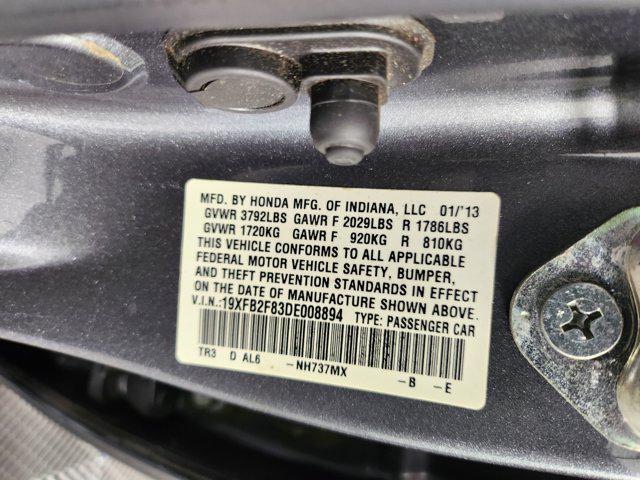 MFD. BY HONDA MFG. OF INDIANA, LLC 01/'13
GVWR 3792LBS GAWR F 2029LBS R 1786LBS
GVWR 1720KG GAWR F 920KG R 810KG
THIS VEHICLE CONFORMS TO ALL APPLICABLE
FEDERAL MOTOR VEHICLE SAFETY, BUMPER,
AND THEFT PREVENTION STANDARDS IN EFFECT
ON THE DATE OF MANUFACTURE SHOWN ABOVE.
V.I.N.:19XFB2F83DE008894 TYPE: PASSENGER CAR
TR3 D AL6 -NH737MX -B -E